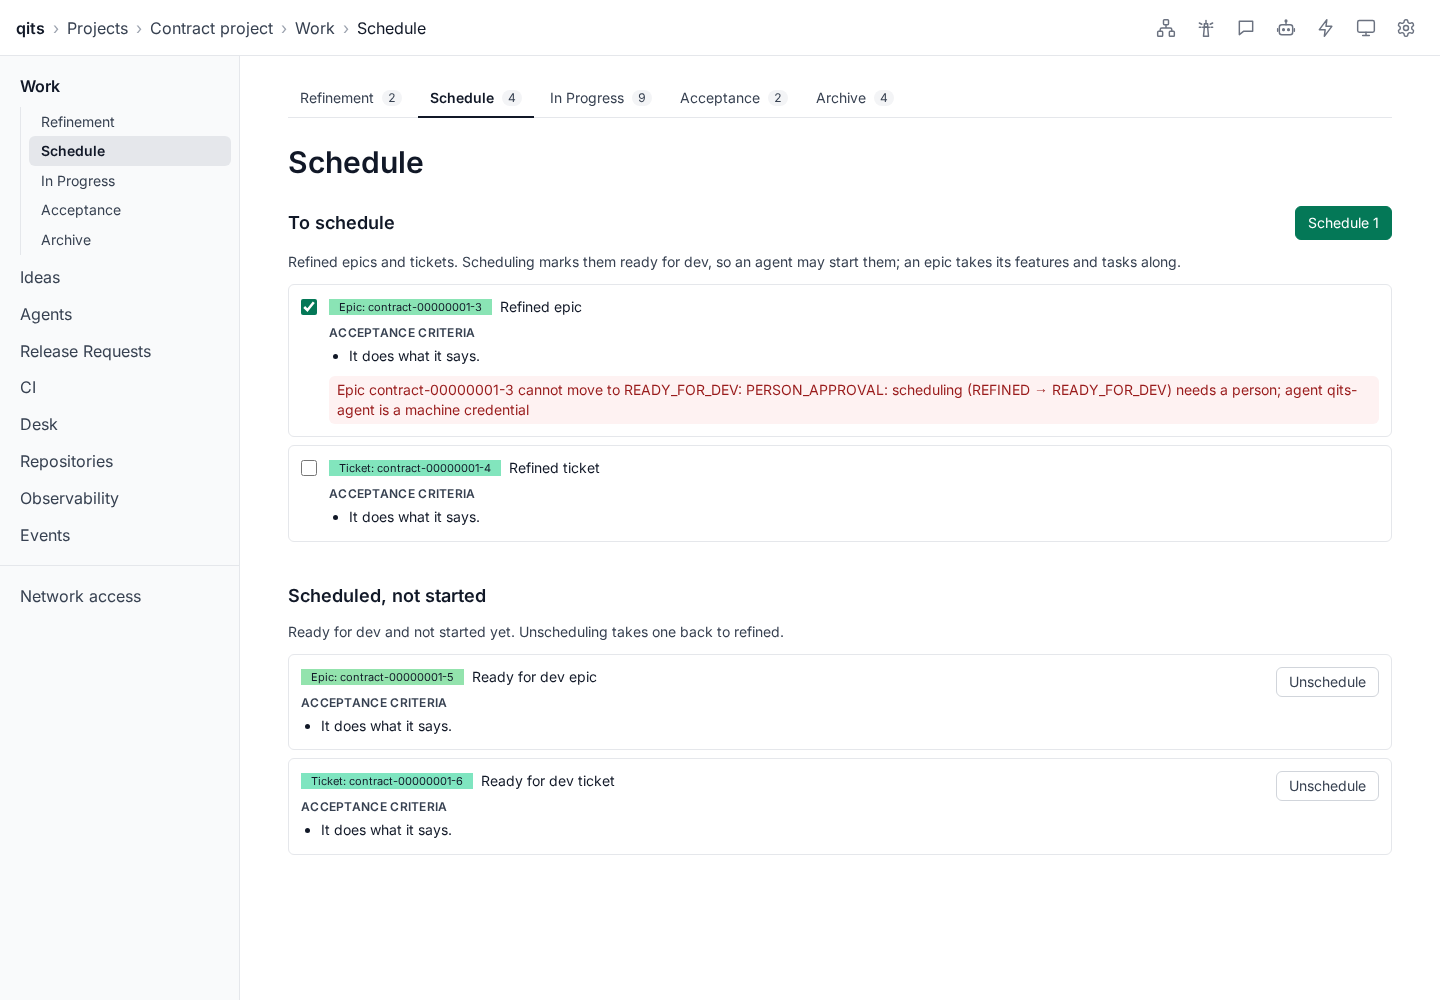 qits › Projects › Contract project › Work › Schedule
Work
Refinement
Schedule
In Progress
Acceptance
Archive
Ideas
Agents
Release Requests
CI
Desk
Repositories
Observability
Events
Network access
Refinement 2 Schedule 4 In Progress 9 Acceptance 2 Archive 4
Schedule
To schedule
Schedule 1
Refined epics and tickets. Scheduling marks them ready for dev, so an agent may start them; an epic takes its features and tasks along.
Epic: contract-00000001-3 Refined epic
ACCEPTANCE CRITERIA
• It does what it says.
Epic contract-00000001-3 cannot move to READY_FOR_DEV: PERSON_APPROVAL: scheduling (REFINED → READY_FOR_DEV) needs a person; agent qits-
agent is a machine credential
Ticket: contract-00000001-4 Refined ticket
ACCEPTANCE CRITERIA
• It does what it says.
Scheduled, not started
Ready for dev and not started yet. Unscheduling takes one back to refined.
Epic: contract-00000001-5 Ready for dev epic
Unschedule
ACCEPTANCE CRITERIA
• It does what it says.
Ticket: contract-00000001-6 Ready for dev ticket
Unschedule
ACCEPTANCE CRITERIA
• It does what it says.